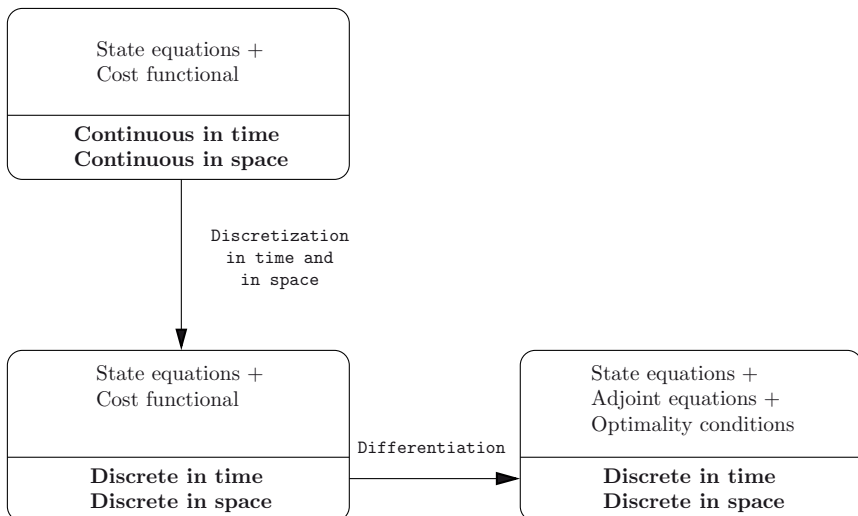 State equations +
Cost functional
Continuous in time
Continuous in space
Discretization
in time and
in space
State equations +
Cost functional
Discrete in time
Discrete in space
Differentiation
State equations +
Adjoint equations +
Optimality conditions
Discrete in time
Discrete in space